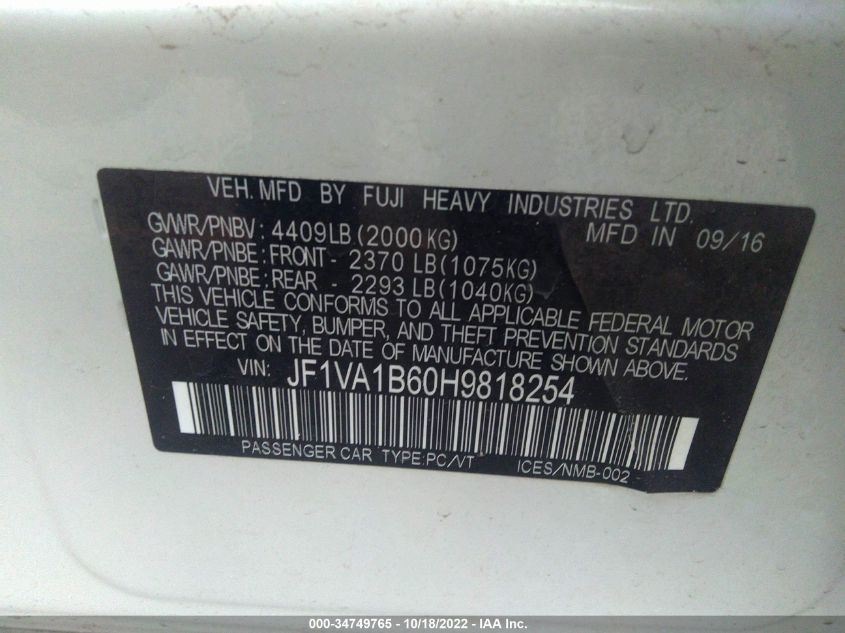 VEH. MFD BY FUJI HEAVY INDUSTRIES LTD.
GVWR/PNBV: 4409LB (2000KG) MFD IN 09/16
GAWR/PNBE: FRONT - 2370 LB (1075KG)
GAWR/PNBE: REAR - 2293 LB (1040KG)
THIS VEHICLE CONFORMS TO ALL APPLICABLE FEDERAL MOTOR
VEHICLE SAFETY, BUMPER, AND THEFT PREVENTION STANDARDS
IN EFFECT ON THE DATE OF MANUFACTURE SHOWN ABOVE.
VIN: JF1VA1B60H9818254
PASSENGER CAR TYPE:PC/VT ICES/NMB-002
000-34749765 - 10/18/2022 - IAA Inc.